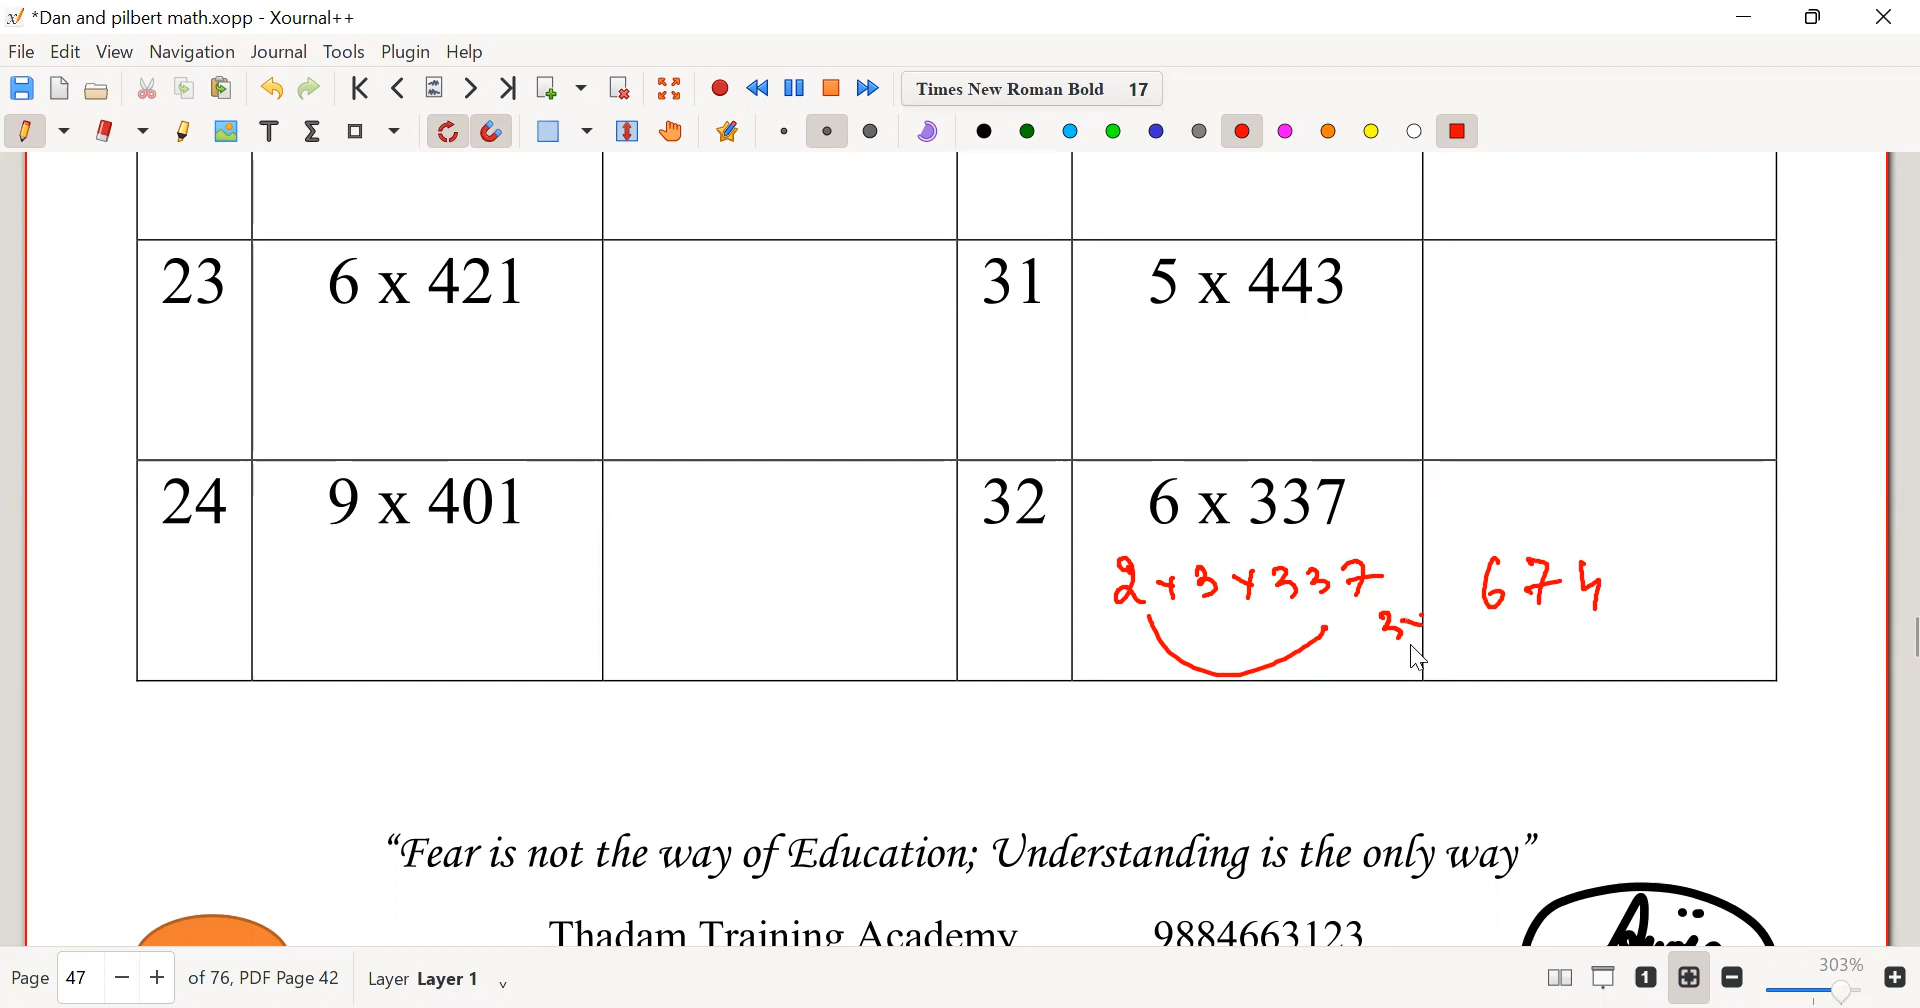 *Dan and pilbert math.xopp - Xournal++
File Edit View Navigation Journal Tools Plugin Help
Times New Roman Bold 17
23 6 x 421 31 5 x 443
24 9 x 401 32 6 x 337
2 x 3 x 337 674
3
“Fear is not the way of Education; Understanding is the only way”
Thadam Training Academy 9884663123
Page 47 of 76, PDF Page 42 Layer Layer 1 303%